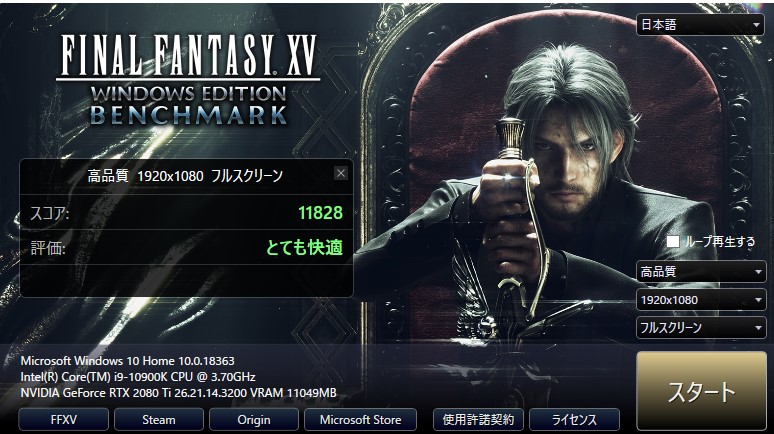 日本語
FINAL FANTASY XV
WINDOWS EDITION
BENCHMARK
高品質 1920x1080 フルスクリーン
スコア: 11828
評価: とても快適
ループ再生する
高品質
1920x1080
フルスクリーン
Microsoft Windows 10 Home 10.0.18363
Intel(R) Core(TM) i9-10900K CPU @ 3.70GHz
NVIDIA GeForce RTX 2080 Ti 26.21.14.3200 VRAM 11049MB
スタート
FFXV Steam Origin Microsoft Store 使用許諾契約 ライセンス